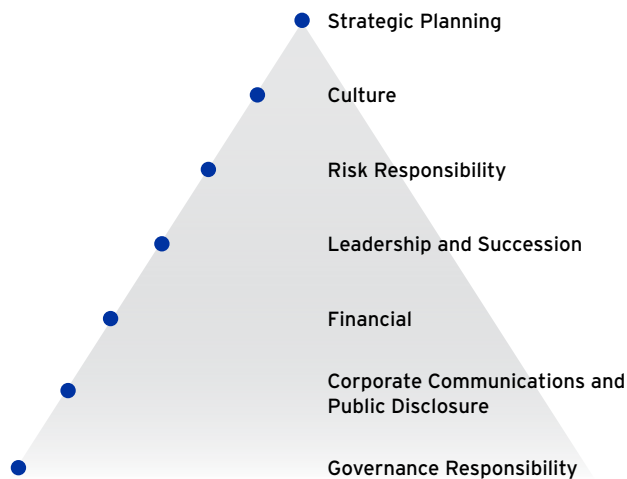 Strategic Planning
Culture
Risk Responsibility
Leadership and Succession
Financial
Corporate Communications and
Public Disclosure
Governance Responsibility